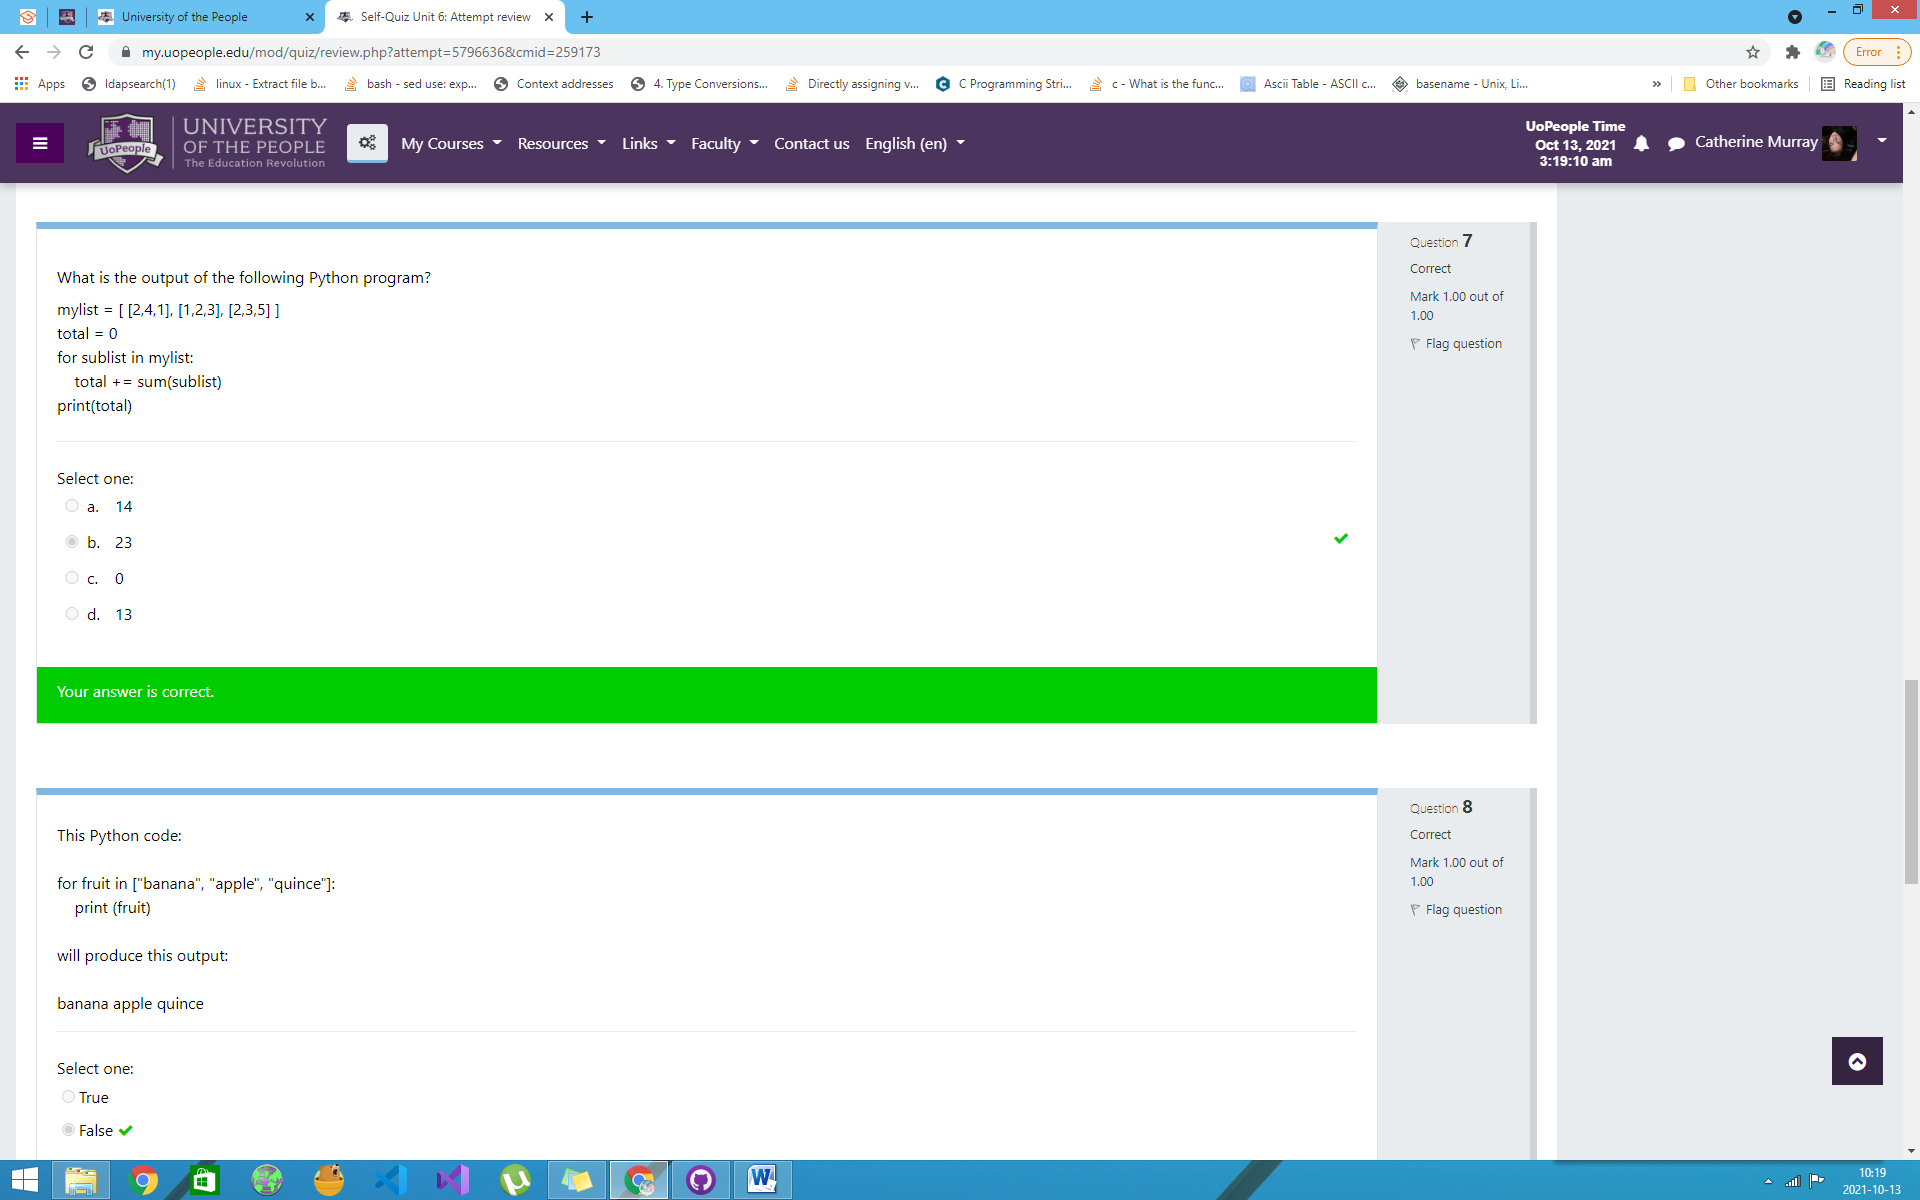 University of the People
Self-Quiz Unit 6: Attempt review
my.uopeople.edu/mod/quiz/review.php?attempt=5796636&cmid=259173
Error
Apps
ldapsearch(1)
linux - Extract file b...
bash - sed use: exp...
Context addresses
4. Type Conversions...
Directly assigning v...
C Programming Stri...
c - What is the func...
Ascii Table - ASCII c...
basename - Unix, Li...
»
Other bookmarks
Reading list
UoPeople
UNIVERSITY
OF THE PEOPLE
The Education Revolution
My Courses
Resources
Links
Faculty
Contact us
English (en)
UoPeople Time
Oct 13, 2021
3:19:10 am
Catherine Murray
Question 7
Correct
Mark 1.00 out of
1.00
Flag question
What is the output of the following Python program?
mylist = [ [2,4,1], [1,2,3], [2,3,5] ]
total = 0
for sublist in mylist:
total += sum(sublist)
print(total)
Select one:
a. 14
b. 23
c. 0
d. 13
Your answer is correct.
Question 8
Correct
Mark 1.00 out of
1.00
Flag question
This Python code:
for fruit in ["banana", "apple", "quince"]:
print (fruit)
will produce this output:
banana apple quince
Select one:
True
False
10:19
2021-10-13